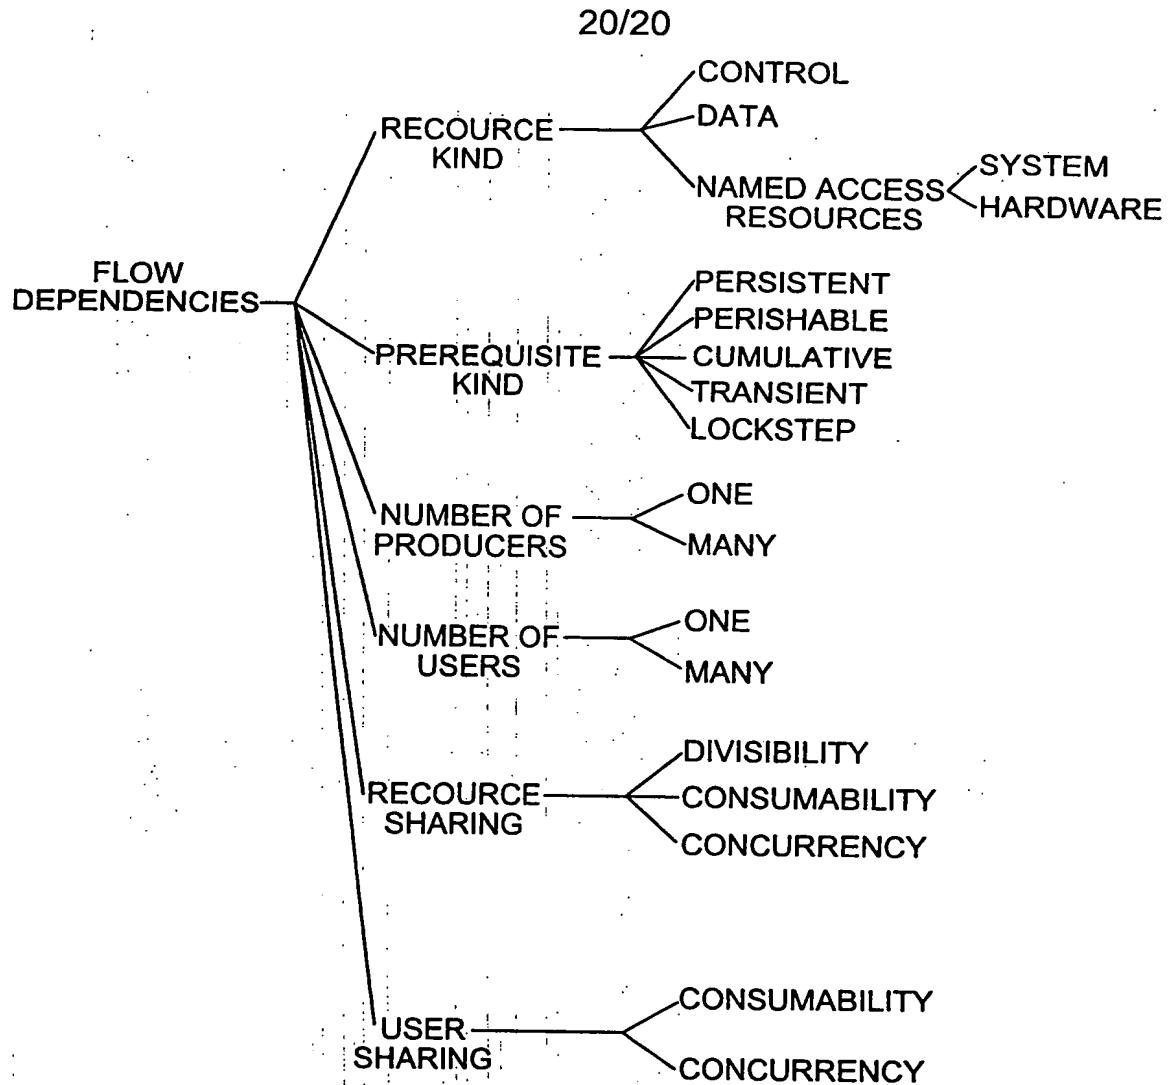 20/20
FLOW
DEPENDENCIES
RECOURCE
KIND
CONTROL
DATA
NAMED ACCESS
RESOURCES
SYSTEM
HARDWARE
PREREQUISITE
KIND
PERSISTENT
PERISHABLE
CUMULATIVE
TRANSIENT
LOCKSTEP
NUMBER OF
PRODUCERS
ONE
MANY
NUMBER OF
USERS
ONE
MANY
RECOURCE
SHARING
DIVISIBILITY
CONSUMABILITY
CONCURRENCY
USER
SHARING
CONSUMABILITY
CONCURRENCY